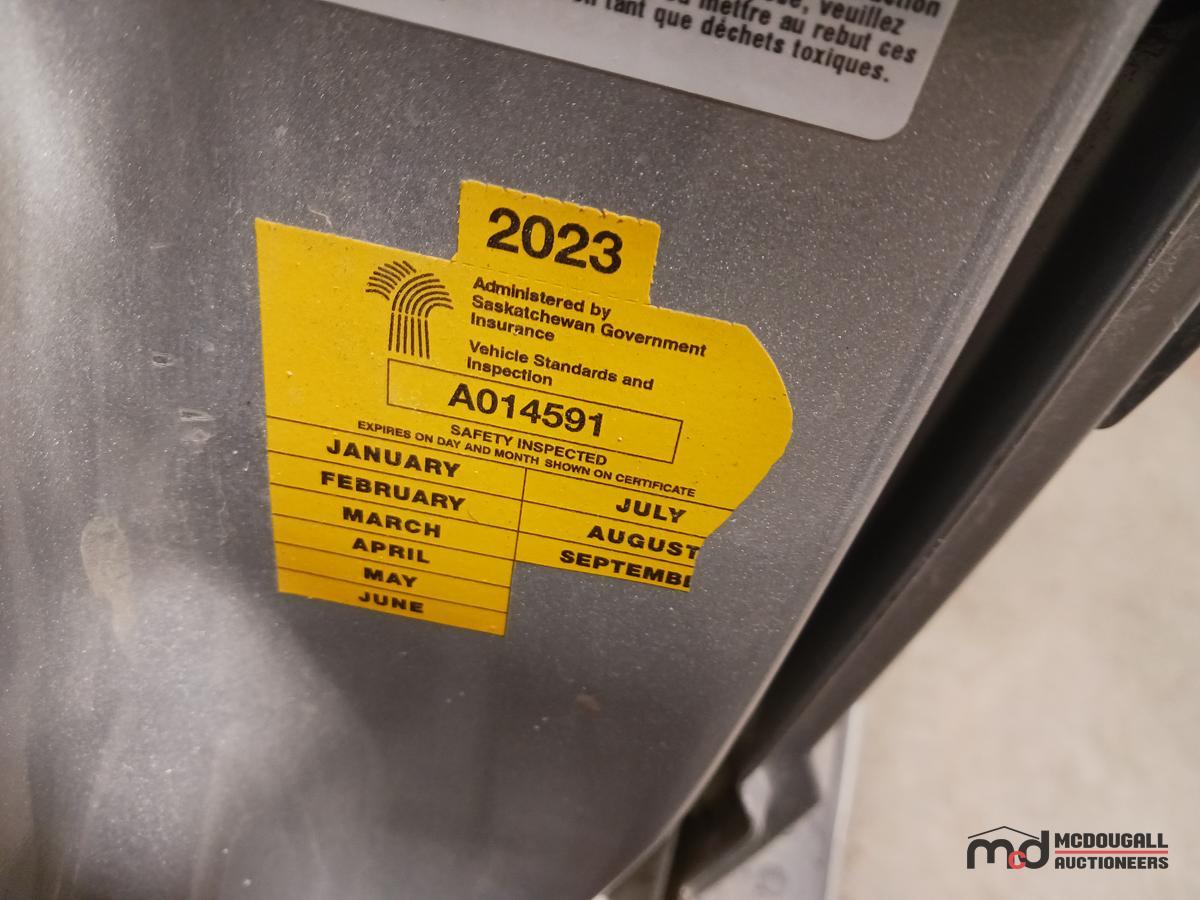 veuillez
mettre au rebut ces
tant que déchets toxiques.
2023
Administered by
Saskatchewan Government
Insurance
Vehicle Standards and
Inspection
A014591
SAFETY INSPECTED
EXPIRES ON DAY AND MONTH SHOWN ON CERTIFICATE
JANUARY
FEBRUARY
MARCH
APRIL
MAY
JUNE
JULY
AUGUST
SEPTEMB
mcd MCDOUGALL
AUCTIONEERS